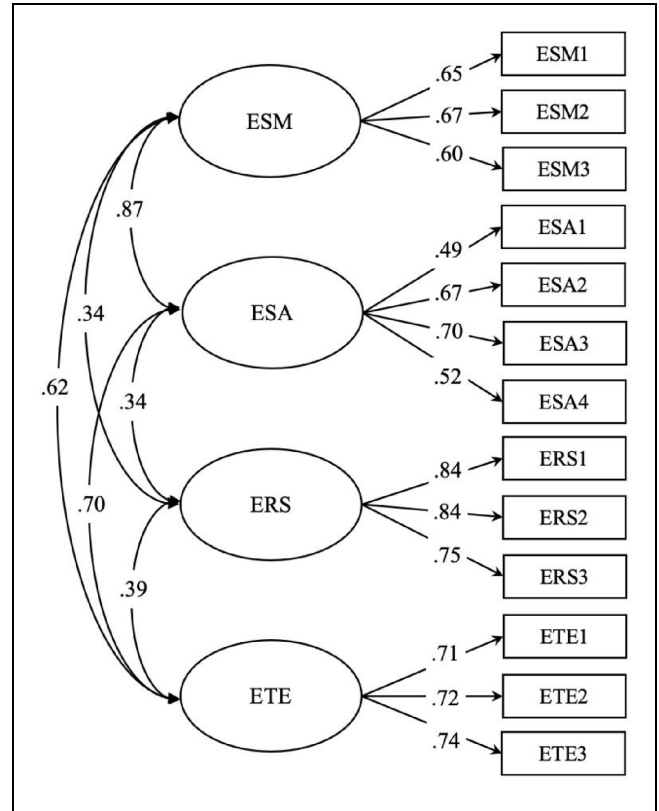 ESM
ESA
ERS
ETE
.87
.34
.62
.34
.70
.39
.65
.67
.60
.49
.67
.70
.52
.84
.84
.75
.71
.72
.74
ESM1
ESM2
ESM3
ESA1
ESA2
ESA3
ESA4
ERS1
ERS2
ERS3
ETE1
ETE2
ETE3